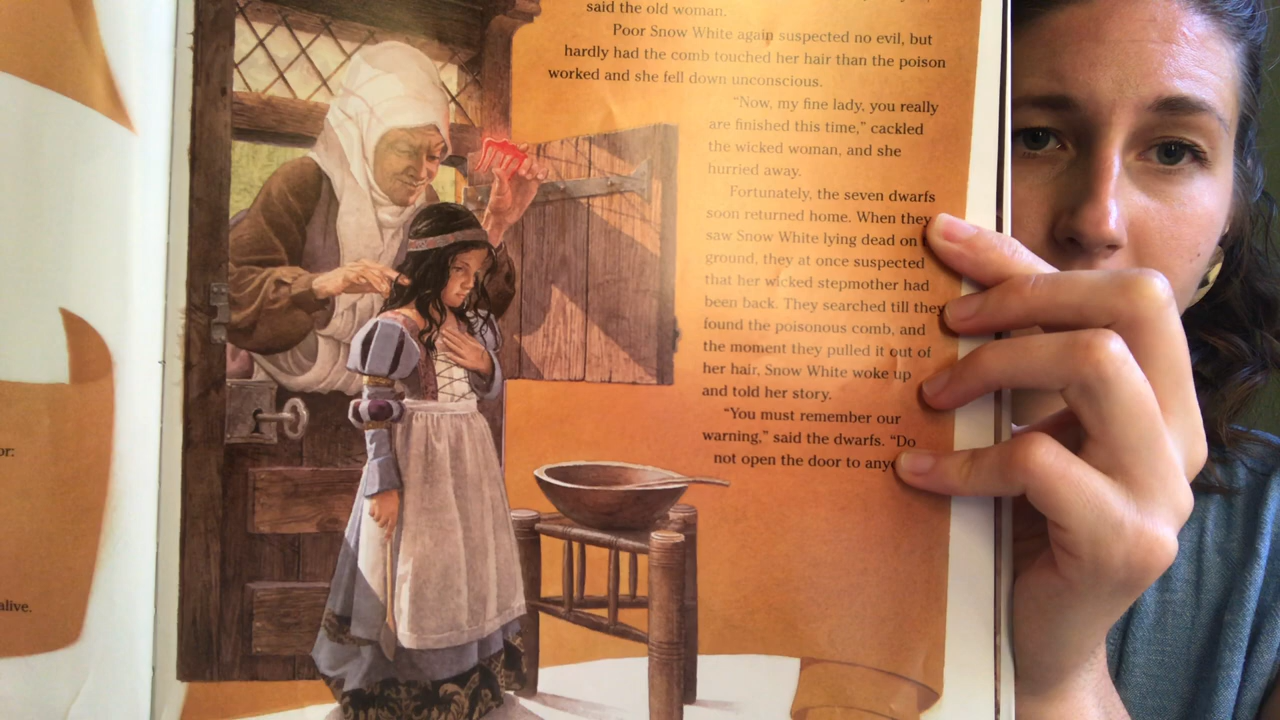 or:
alive.
said the old woman.
Poor Snow White again suspected no evil, but
hardly had the comb touched her hair than the poison
worked and she fell down unconscious.
“Now, my fine lady, you really
are finished this time,” cackled
the wicked woman, and she
hurried away.
Fortunately, the seven dwarfs
soon returned home. When they
saw Snow White lying dead on
ground, they at once suspected
that her wicked stepmother had
been back. They searched till they
found the poisonous comb, and
the moment they pulled it out of
her hair, Snow White woke up
and told her story.
“You must remember our
warning,” said the dwarfs. “Do
not open the door to any